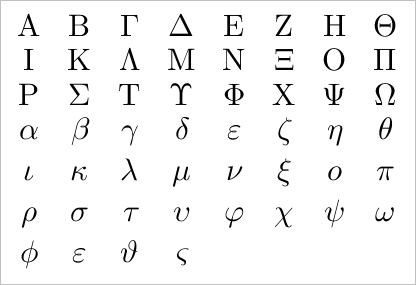 Α Β Γ Δ Ε Ζ Η Θ
Ι Κ Λ Μ Ν Ξ Ο Π
Ρ Σ Τ ϒ Φ Χ Ψ Ω
α β γ δ ε ζ η θ
ι κ λ μ ν ξ ο π
ρ σ τ υ φ χ ψ ω
ϕ ε ϑ ς